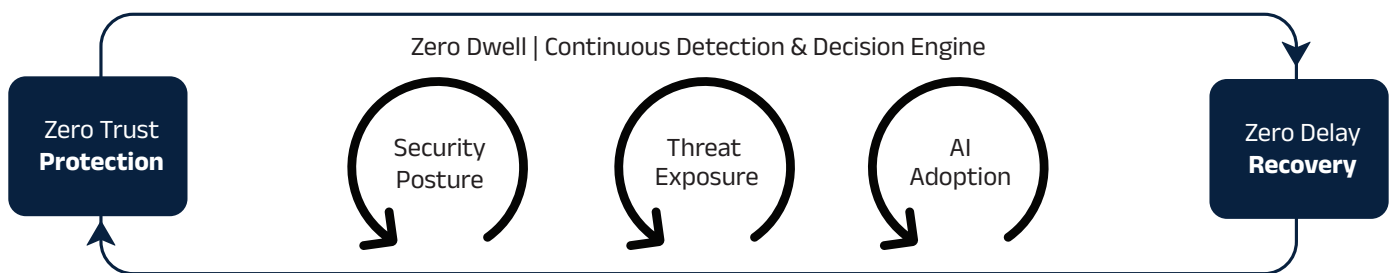 Zero Dwell | Continuous Detection & Decision Engine
Zero Trust
Protection
Security
Posture
Threat
Exposure
AI
Adoption
Zero Delay
Recovery